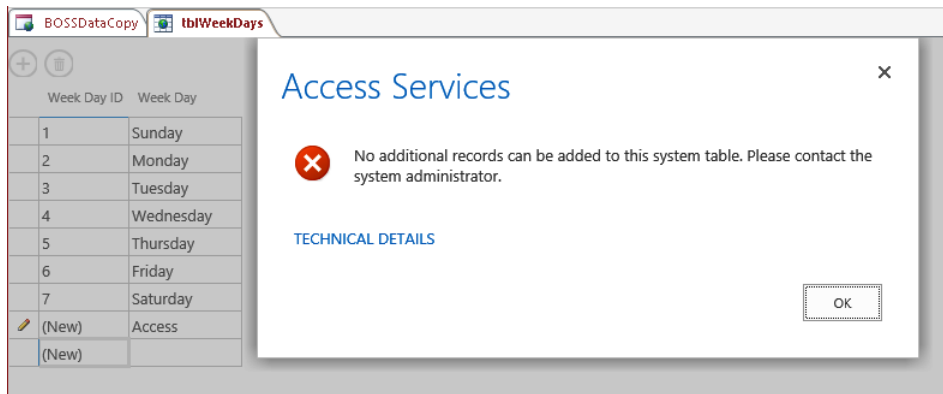 BOSSDataCopy tblWeekDays
Week Day ID Week Day
1 Sunday
2 Monday
3 Tuesday
4 Wednesday
5 Thursday
6 Friday
7 Saturday
(New) Access
(New)
Access Services
No additional records can be added to this system table. Please contact the
system administrator.
TECHNICAL DETAILS
OK